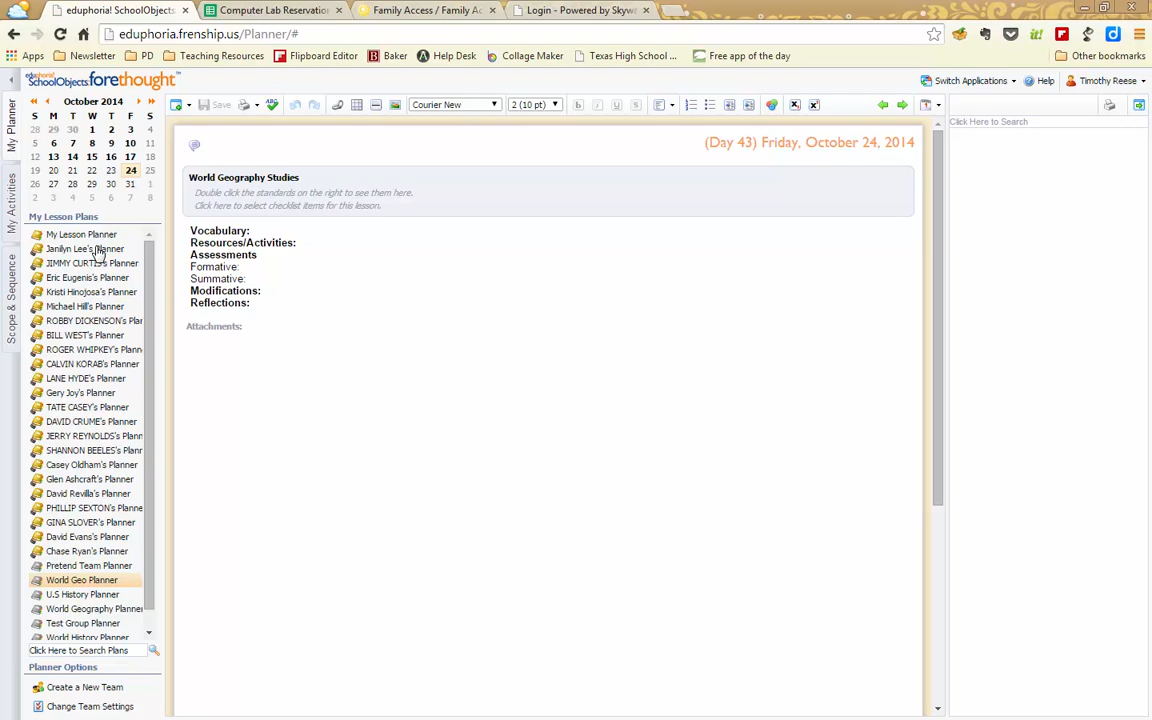 eduphoria! SchoolObjects
Computer Lab Reservatio
Family Access / Family Ac
Login - Powered by Skyw
eduphoria.frenship.us/Planner/#
Apps
Newsletter
PD
Teaching Resources
Flipboard Editor
Baker
Help Desk
Collage Maker
Texas High School ...
Free app of the day
Other bookmarks
eduphoria!
SchoolObjects:forethought™
Switch Applications
Help
Timothy Reese
My Planner
My Activities
Scope & Sequence
October 2014
S M T W T F S
28 29 30 1 2 3 4
5 6 7 8 9 10 11
12 13 14 15 16 17 18
19 20 21 22 23 24 25
26 27 28 29 30 31 1
2 3 4 5 6 7 8
My Lesson Plans
My Lesson Planner
Janilyn Lee's Planner
JIMMY CURTIS's Planner
Eric Eugenis's Planner
Kristi Hinojosa's Planner
Michael Hill's Planner
ROBBY DICKENSON's Plan
BILL WEST's Planner
ROGER WHIPKEY's Plann
CALVIN KORAB's Planner
LANE HYDE's Planner
Gery Joy's Planner
TATE CASEY's Planner
DAVID CRUME's Planner
JERRY REYNOLDS's Plann
SHANNON BEELES's Plann
Casey Oldham's Planner
Glen Ashcraft's Planner
David Revilla's Planner
PHILLIP SEXTON's Planne
GINA SLOVER's Planner
David Evans's Planner
Chase Ryan's Planner
Pretend Team Planner
World Geo Planner
U.S History Planner
World Geography Planne
Test Group Planner
World History Planner
Click Here to Search Plans
Planner Options
Create a New Team
Change Team Settings
Save
ABC
Courier New
2 (10 pt)
b i U S
(Day 43) Friday, October 24, 2014
World Geography Studies
Double click the standards on the right to see them here.
Click here to select checklist items for this lesson.
Vocabulary:
Resources/Activities:
Assessments
Formative:
Summative:
Modifications:
Reflections:
Attachments:
Click Here to Search